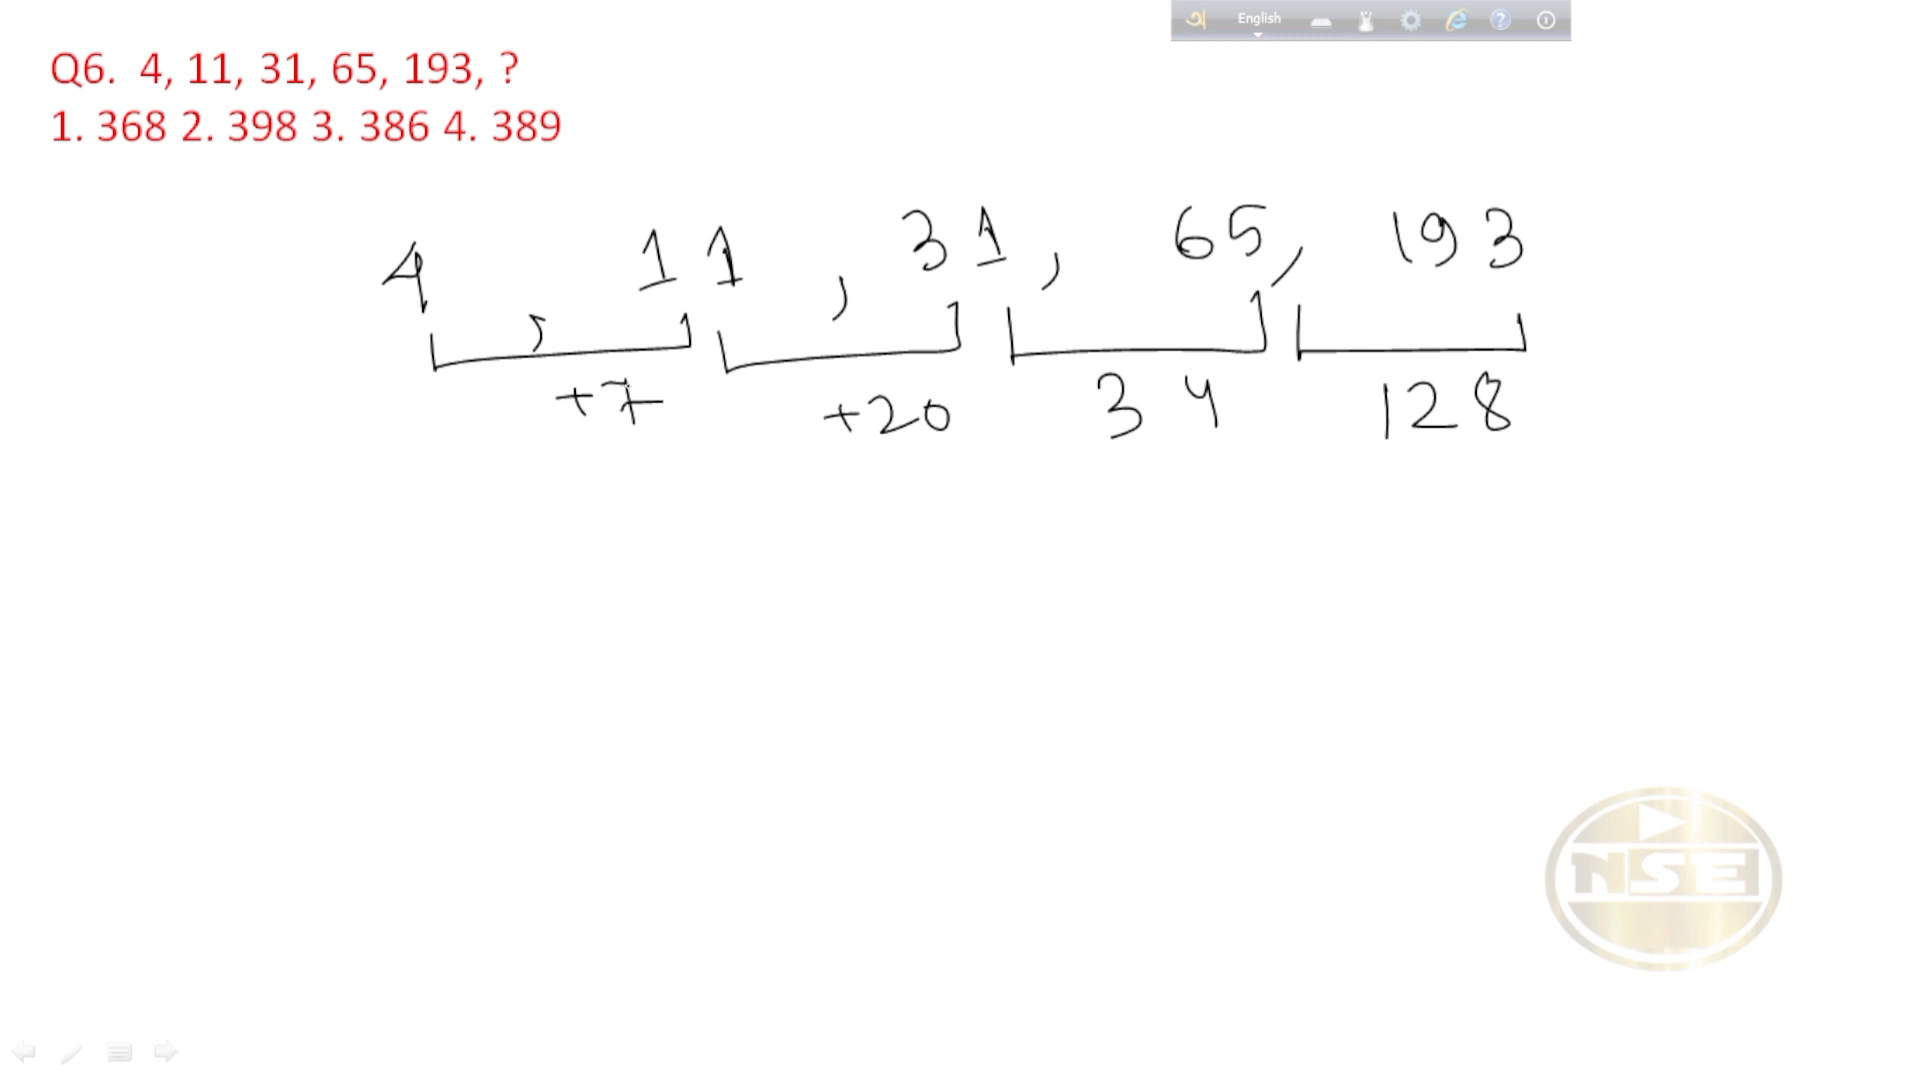 English
Q6. 4, 11, 31, 65, 193, ?
1. 368 2. 398 3. 386 4. 389
4, 11, 31, 65, 193
+7 +20 34 128
NSE